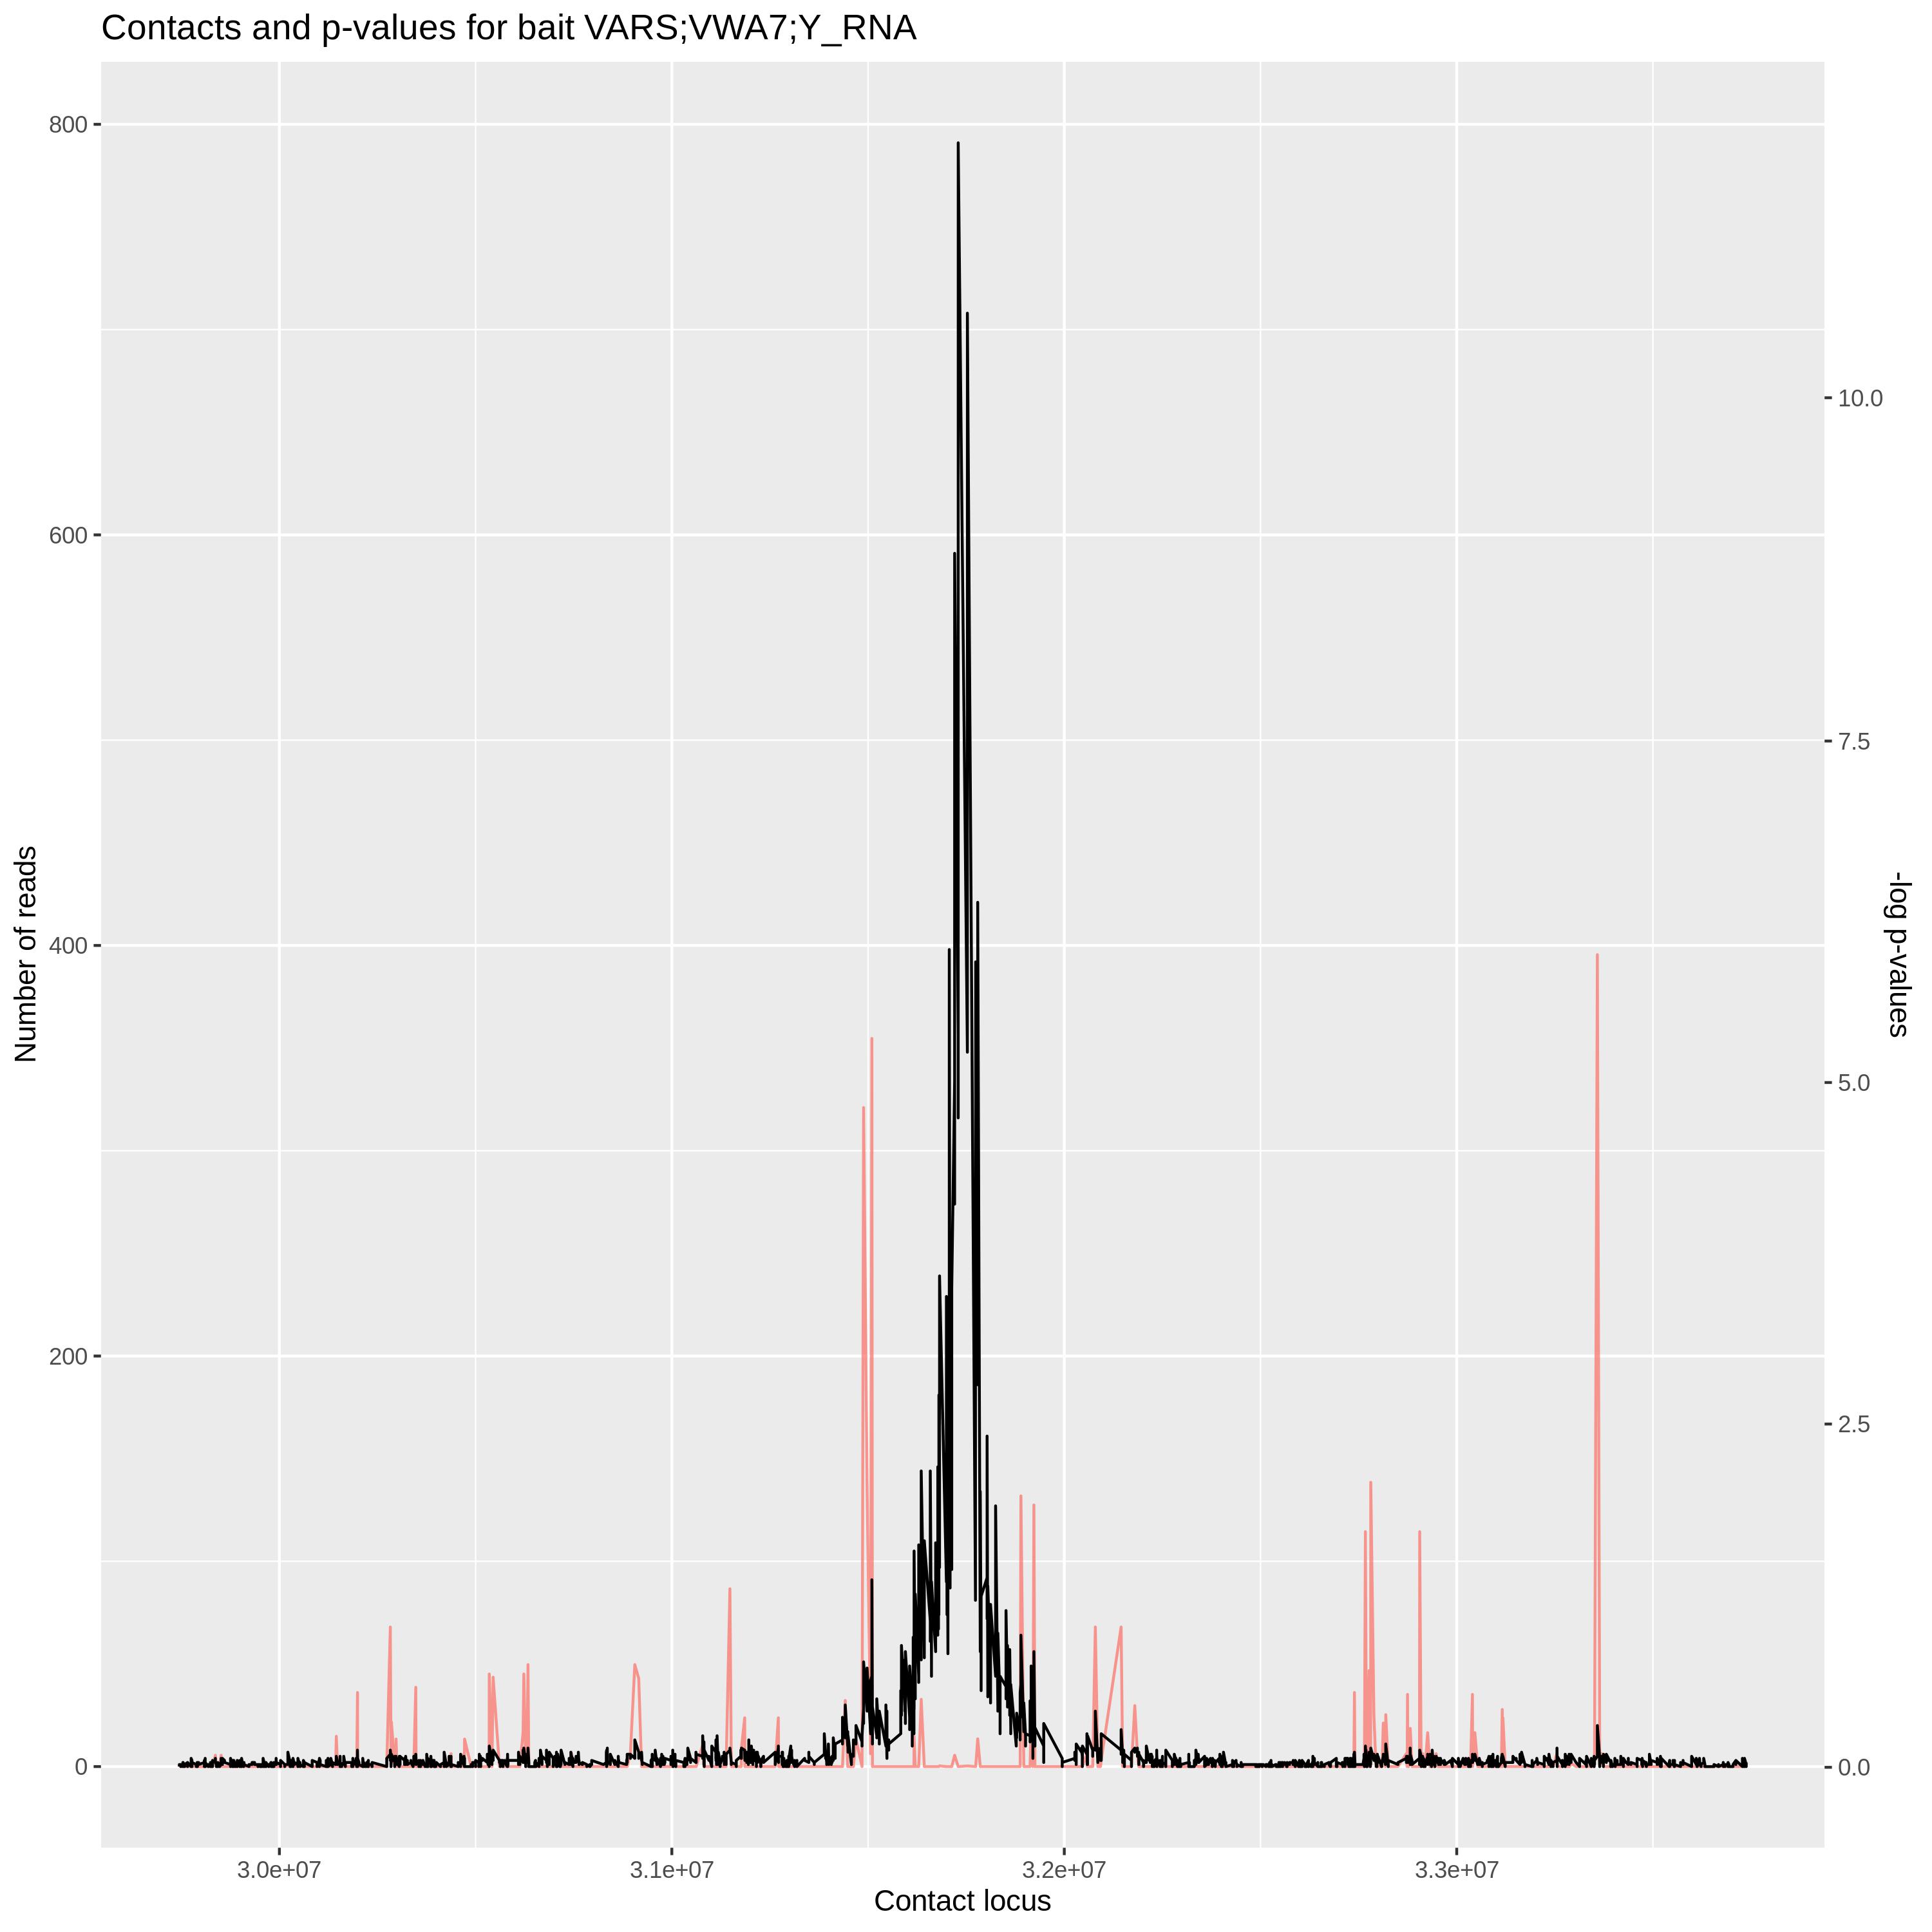 Contacts and p-values for bait VARS;VWA7;Y_RNA
800
600
400
200
0
Number of reads
10.0
7.5
5.0
2.5
0.0
-log p-values
3.0e+07
3.1e+07
3.2e+07
3.3e+07
Contact locus